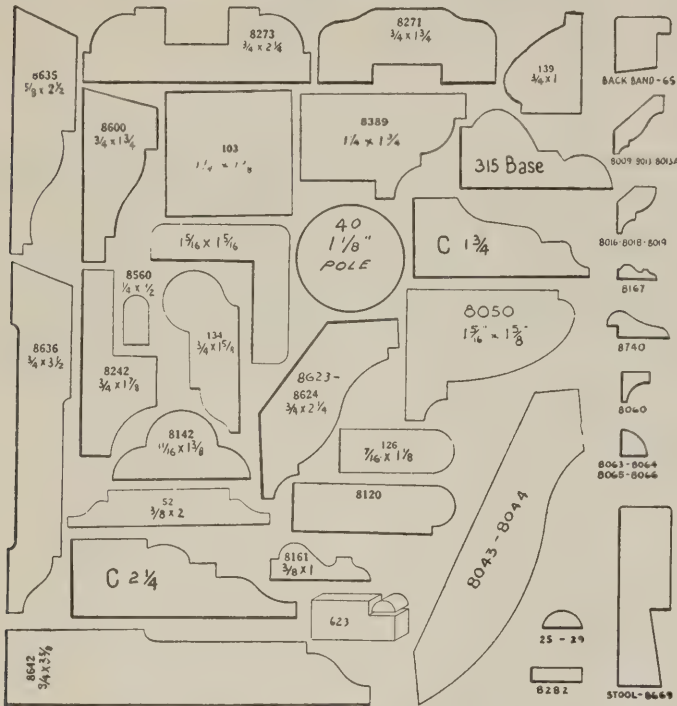 8635
5/8 x 2 1/2
8273
3/4 x 2 1/4
8271
3/4 x 1 3/4
139
3/4 x 1
BACK BAND-65
8600
3/4 x 1 3/4
103
8389
1 1/4 x 1 3/4
315 Base
8009-8013-8013A
1 5/16 x 1 5/16
40
1 1/8"
POLE
C 1 3/4
8016-8018-8019
8167
8560
1/4 x 1/2
134
8050
1 5/16" x 1 5/8"
8740
8636
3/4 x 3 1/2
8242
3/4 x 1 7/8
8623-
8624
3/4 x 2 1/4
8060
8142
11/16 x 1 3/8
126
7/16 x 1 1/8
8063-8064
8065-8066
52
3/8 x 2
8120
8043-8044
C 2 1/4
8161
3/8 x 1
623
25-29
8642
3/4 x 3 5/8
8282
STOOL-8669